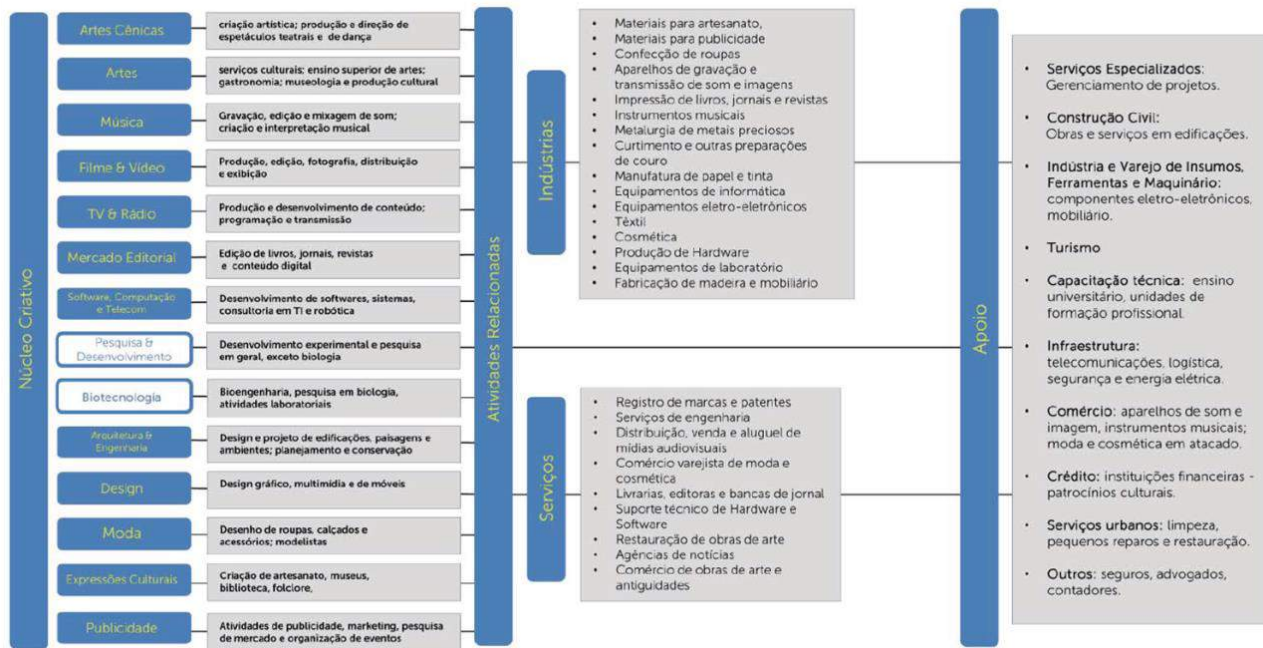 Núcleo Criativo
Artes Cênicas
criação artística; produção e direção de
espetáculos teatrais e de dança
Artes
serviços culturais; ensino superior de artes;
gastronomia; museologia e produção cultural
Música
Gravação, edição e mixagem de som;
criação e interpretação musical
Filme & Vídeo
Produção, edição, fotografia, distribuição
e exibição
TV & Rádio
Produção e desenvolvimento de conteúdo;
programação e transmissão
Mercado Editorial
Edição de livros, jornais, revistas
e conteúdo digital
Software, Computação
e Telecom
Desenvolvimento de softwares, sistemas,
consultoria em TI e robótica
Pesquisa &
Desenvolvimento
Desenvolvimento experimental e pesquisa
em geral, exceto biologia
Biotecnologia
Bioengenharia, pesquisa em biologia,
atividades laboratoriais
Arquitetura &
Engenharia
Design e projeto de edificações, paisagens e
ambientes; planejamento e conservação
Design
Design gráfico, multimídia e de móveis
Moda
Desenho de roupas, calçados e
acessórios; modelistas
Expressões Culturais
Criação de artesanato, museus,
biblioteca, folclore,
Publicidade
Atividades de publicidade, marketing, pesquisa
de mercado e organização de eventos
Atividades Relacionadas
Indústrias
• Materiais para artesanato,
• Materiais para publicidade
• Confecção de roupas
• Aparelhos de gravação e
transmissão de som e imagens
• Impressão de livros, jornais e revistas
• Instrumentos musicais
• Metalurgia de metais preciosos
• Curtimento e outras preparações
de couro
• Manufatura de papel e tinta
• Equipamentos de informática
• Equipamentos eletro-eletrônicos
• Têxtil
• Cosmética
• Produção de Hardware
• Equipamentos de laboratório
• Fabricação de madeira e mobiliário
Serviços
• Registro de marcas e patentes
• Serviços de engenharia
• Distribuição, venda e aluguel de
mídias audiovisuais
• Comércio varejista de moda e
cosmética
• Livrarias, editoras e bancas de jornal
• Suporte técnico de Hardware e
Software
• Restauração de obras de arte
• Agências de notícias
• Comércio de obras de arte e
antiguidades
Apoio
• Serviços Especializados:
Gerenciamento de projetos.
• Construção Civil:
Obras e serviços em edificações.
• Indústria e Varejo de Insumos,
Ferramentas e Maquinário:
componentes eletro-eletrônicos,
mobiliário.
• Turismo
• Capacitação técnica: ensino
universitário, unidades de
formação profissional.
• Infraestrutura:
telecomunicações, logística,
segurança e energia elétrica.
• Comércio: aparelhos de som e
imagem, instrumentos musicais;
moda e cosmética em atacado.
• Crédito: instituições financeiras -
patrocínios culturais.
• Serviços urbanos: limpeza,
pequenos reparos e restauração.
• Outros: seguros, advogados,
contadores.